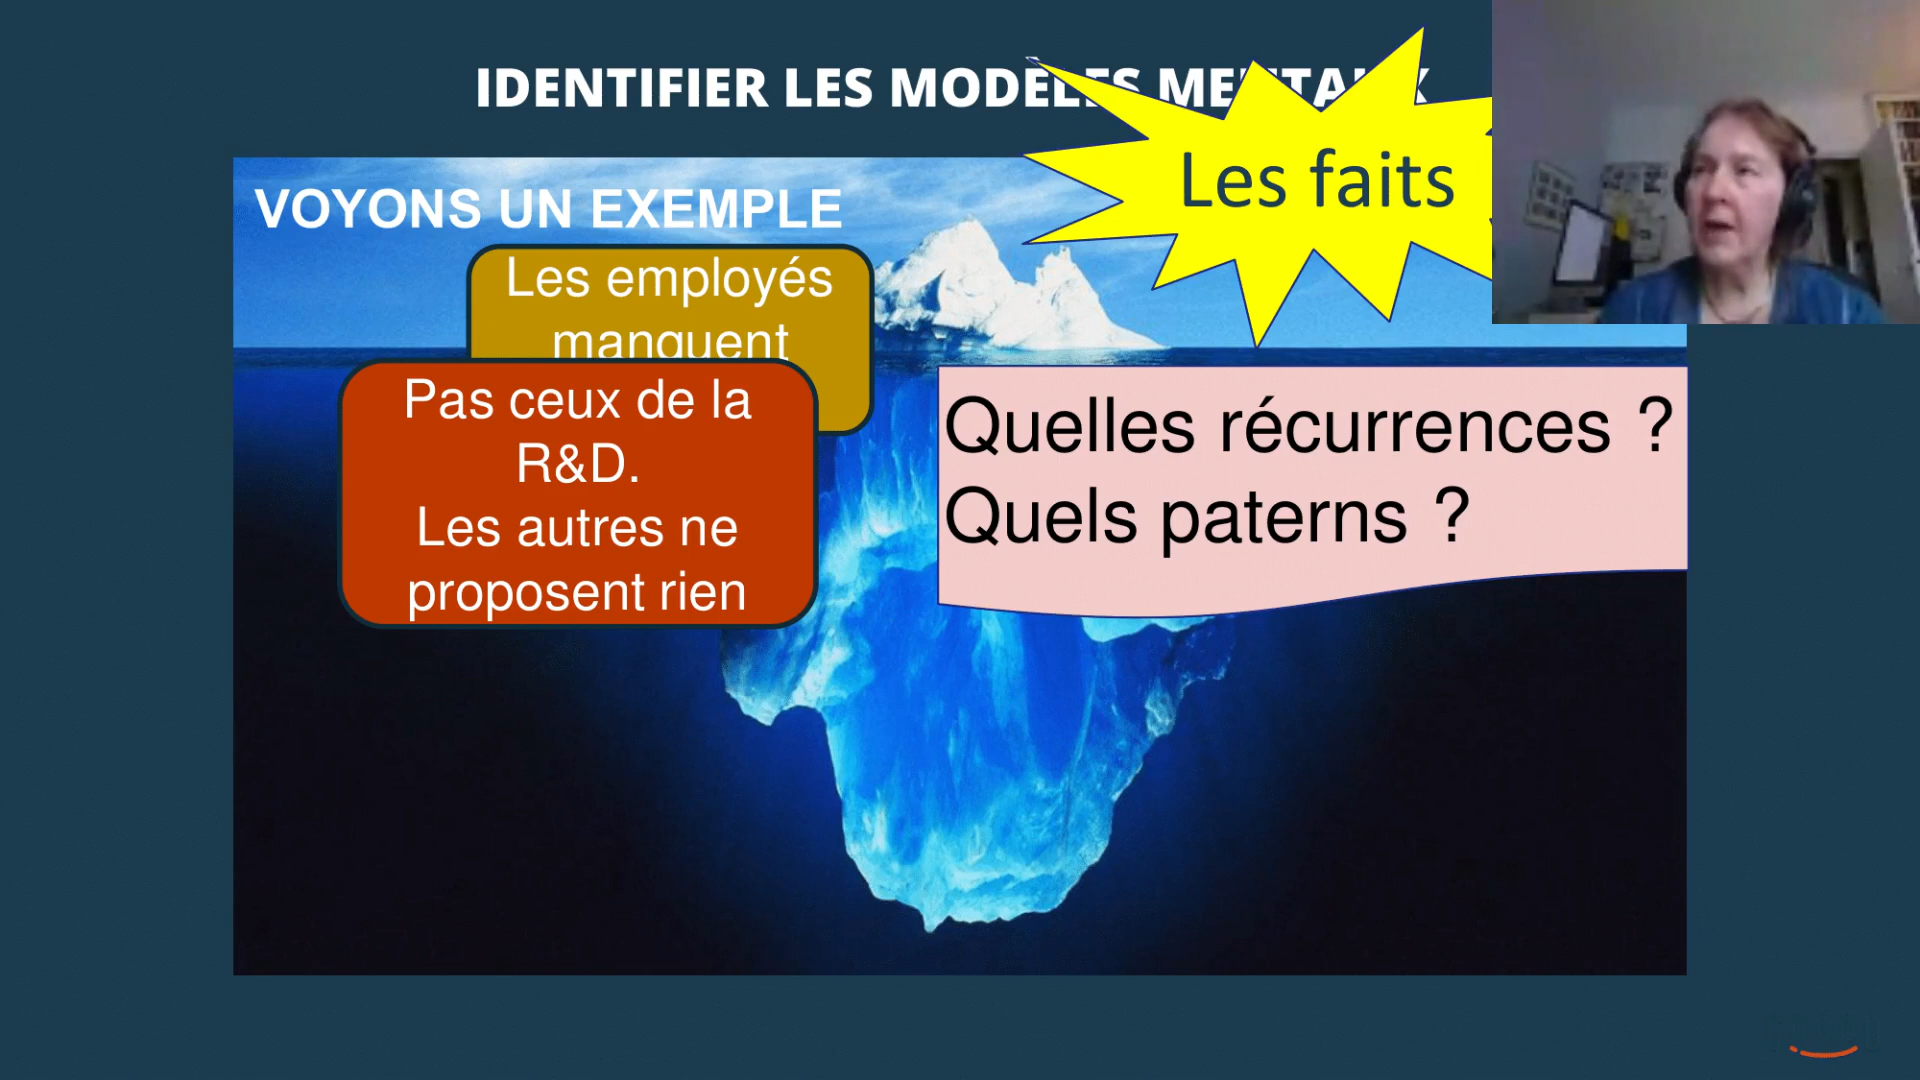 IDENTIFIER LES MODÈLES MENTAUX
Les faits
VOYONS UN EXEMPLE
Les employés
manquent
Pas ceux de la
R&D.
Les autres ne
proposent rien
Quelles récurrences ?
Quels paterns ?